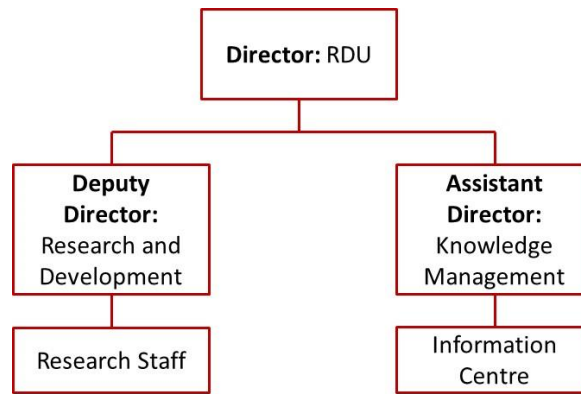 Director: RDU
Deputy
Director:
Research and
Development
Assistant
Director:
Knowledge
Management
Research Staff
Information
Centre